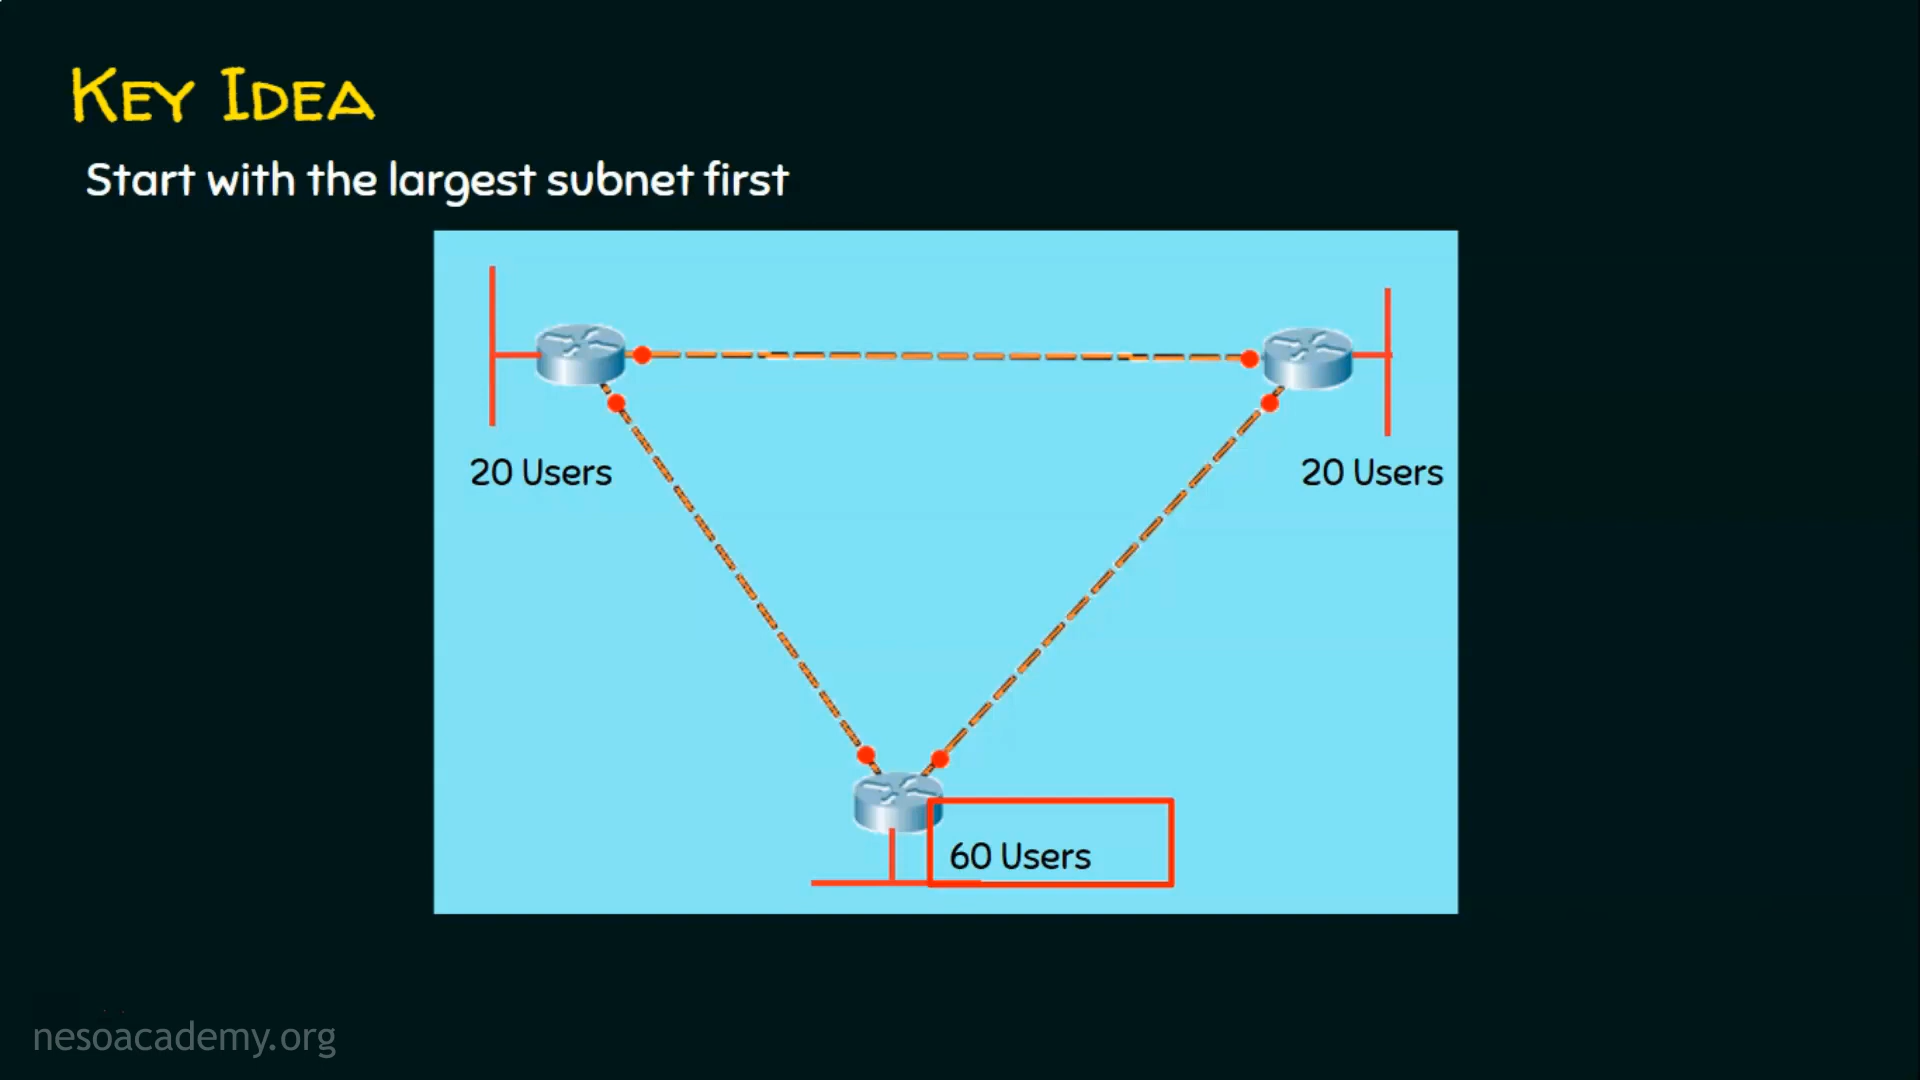 Key Idea
Start with the largest subnet first
20 Users
20 Users
60 Users
nesoacademy.org